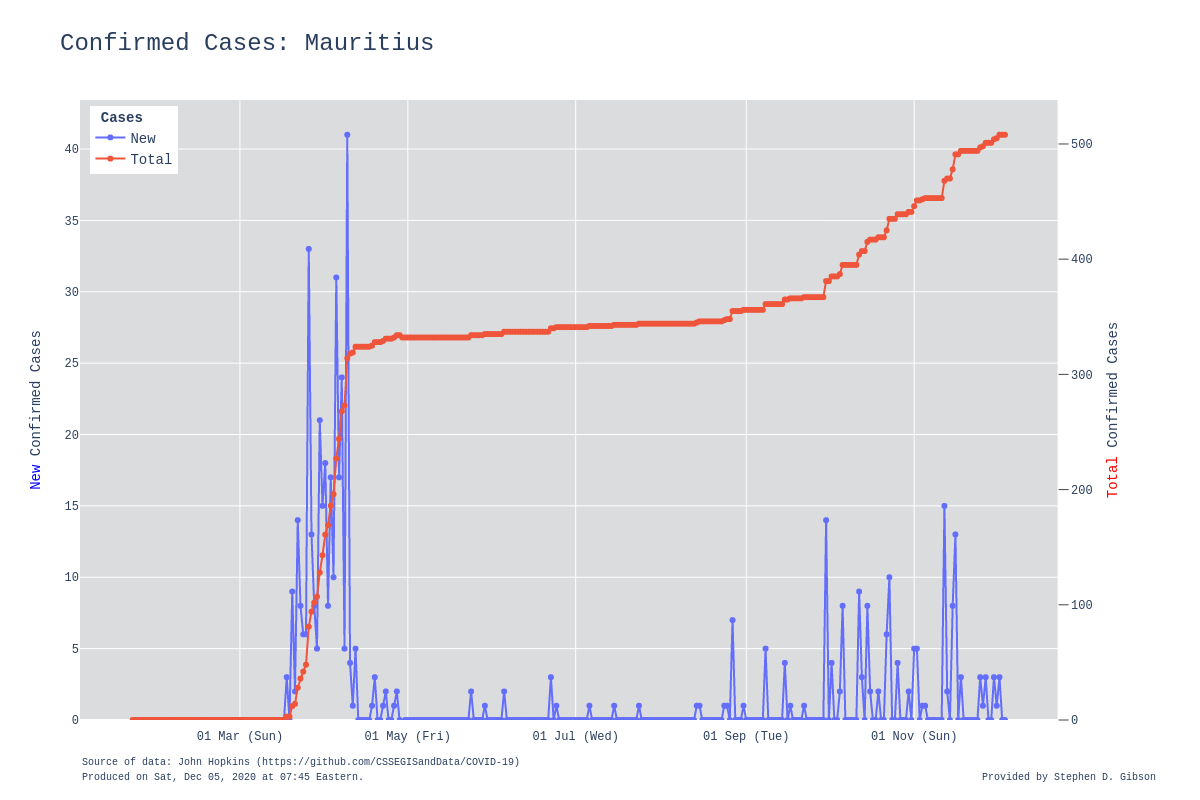 Confirmed Cases: Mauritius
Cases
New
Total
40
35
30
25
20
15
10
5
0
500
400
300
200
100
0
New Confirmed Cases
Total Confirmed Cases
01 Mar (Sun)
01 May (Fri)
01 Jul (Wed)
01 Sep (Tue)
01 Nov (Sun)
Source of data: John Hopkins (https://github.com/CSSEGISandData/COVID-19)
Produced on Sat, Dec 05, 2020 at 07:45 Eastern.
Provided by Stephen D. Gibson